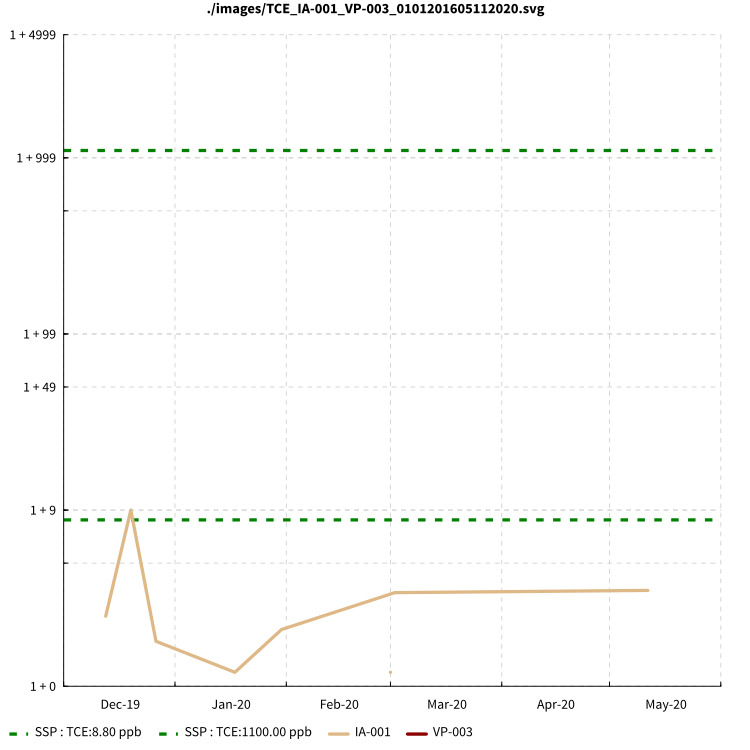 ./images/TCE_IA-001_VP-003_0101201605112020.svg
1 + 4999
1 + 999
1 + 99
1 + 49
1 + 9
1 + 0
Dec-19 Jan-20 Feb-20 Mar-20 Apr-20 May-20
SSP : TCE:8.80 ppb SSP : TCE:1100.00 ppb IA-001 VP-003